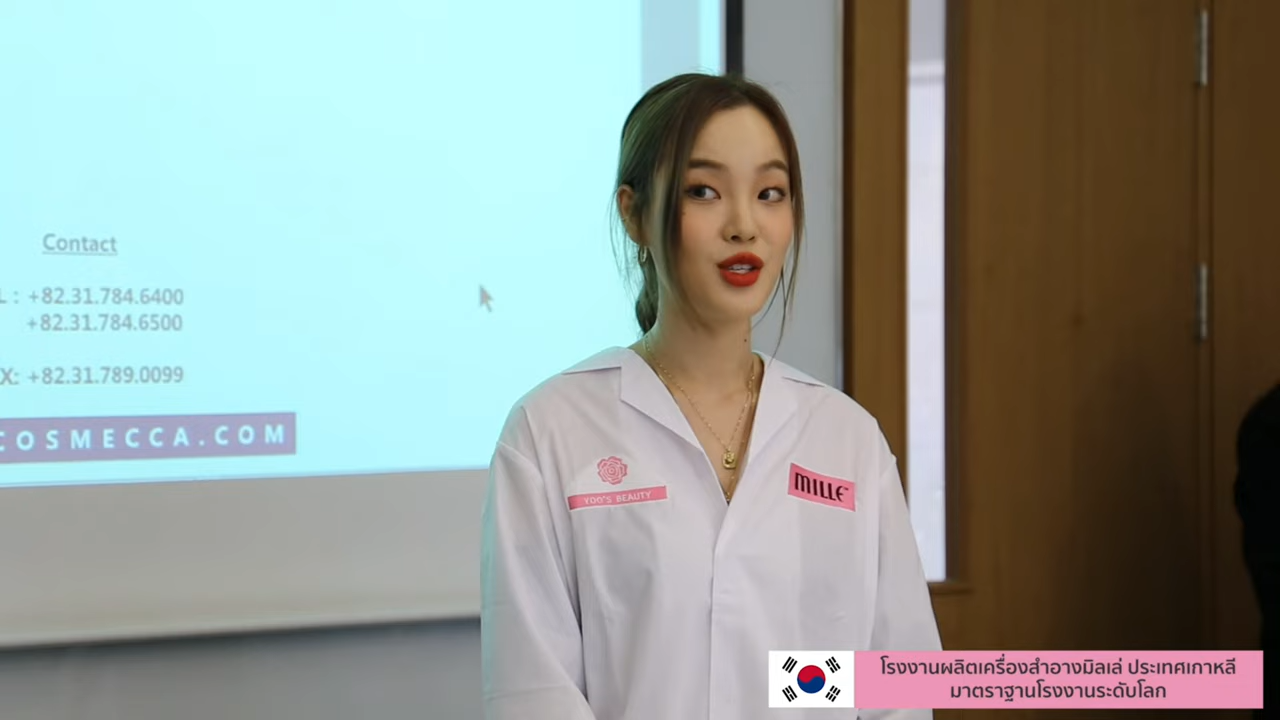 Contact
L : +82.31.784.6400
+82.31.784.6500
X: +82.31.789.0099
COSMECCA.COM
YOO'S BEAUTY
MILLE™
โรงงานผลิตเครื่องสำอางมิลเล่ ประเทศเกาหลี
มาตราฐานโรงงานระดับโลก